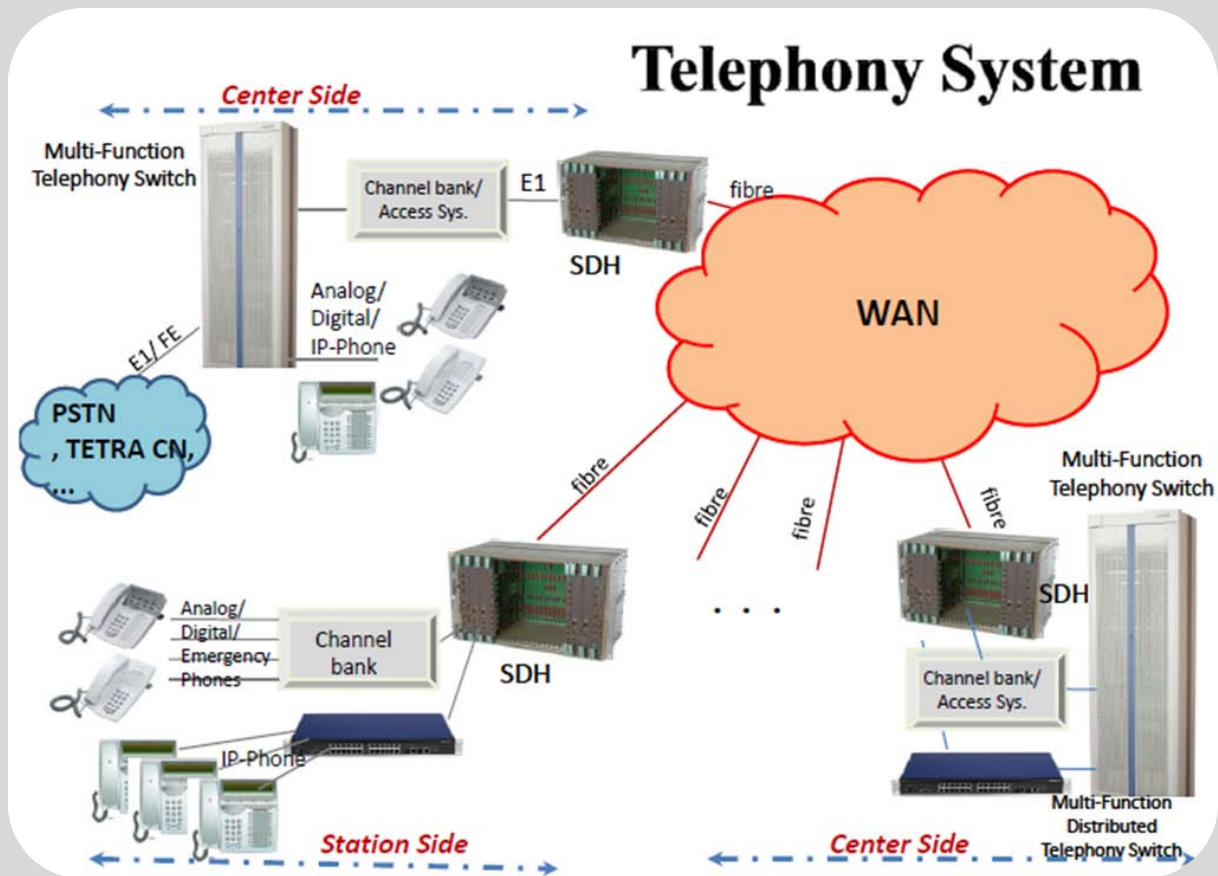 Telephony System
Center Side
Multi-Function
Telephony Switch
Channel bank/
Access Sys.
E1
fibre
SDH
WAN
Analog/
Digital/
IP-Phone
E1/ FE
PSTN
, TETRA CN,
...
fibre
fibre
fibre
fibre
Multi-Function
Telephony Switch
SDH
Analog/
Digital/
Emergency
Phones
Channel
bank
SDH
. . .
Channel bank/
Access Sys.
IP-Phone
Multi-Function
Distributed
Telephony Switch
Station Side
Center Side